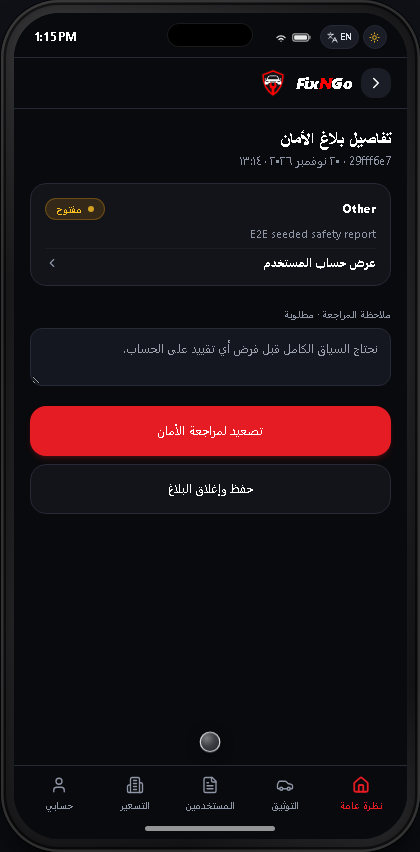 1:15 PM
EN
FixNGo
تفاصيل بلاغ الأمان
29fff6e7 · ٢٠ نوفمبر ٢٠٢٦، ١٣:١٤
Other
مفتوح
E2E seeded safety report
عرض حساب المستخدم
ملاحظة المراجعة · مطلوبة
نحتاج السياق الكامل قبل فرض أي تقييد على الحساب.
تصعيد لمراجعة الأمان
حفظ وإغلاق البلاغ
نظرة عامة
التوثيق
المستخدمين
التسعير
حسابي